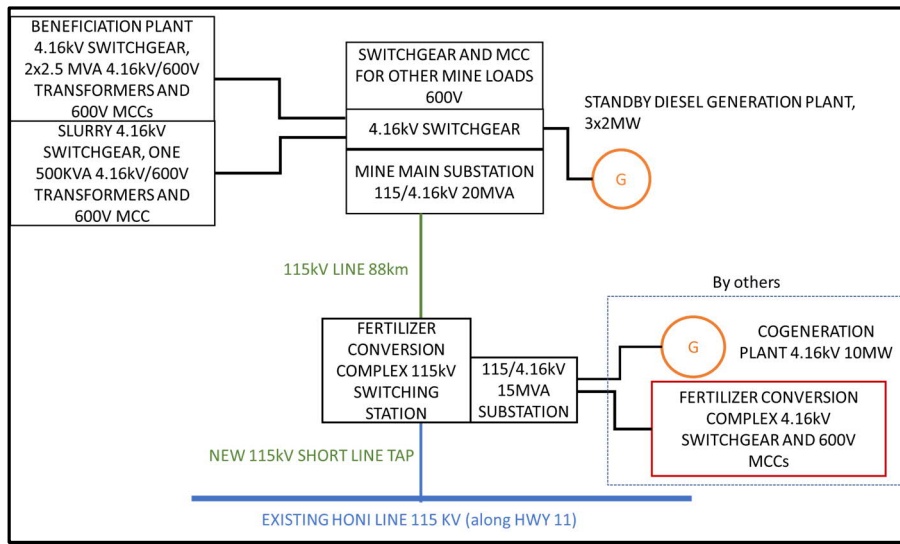 BENEFICIATION PLANT
4.16kV SWITCHGEAR,
2x2.5 MVA 4.16kV/600V
TRANSFORMERS AND
600V MCCs
SLURRY 4.16kV
SWITCHGEAR, ONE
500KVA 4.16kV/600V
TRANSFORMERS AND
600V MCC
SWITCHGEAR AND MCC
FOR OTHER MINE LOADS
600V
4.16kV SWITCHGEAR
MINE MAIN SUBSTATION
115/4.16kV 20MVA
STANDBY DIESEL GENERATION PLANT,
3x2MW
G
115kV LINE 88km
By others
FERTILIZER
CONVERSION
COMPLEX 115kV
SWITCHING
STATION
115/4.16kV
15MVA
SUBSTATION
G
COGENERATION
PLANT 4.16kV 10MW
FERTILIZER CONVERSION
COMPLEX 4.16kV
SWITCHGEAR AND 600V
MCCs
NEW 115kV SHORT LINE TAP
EXISTING HONI LINE 115 KV (along HWY 11)